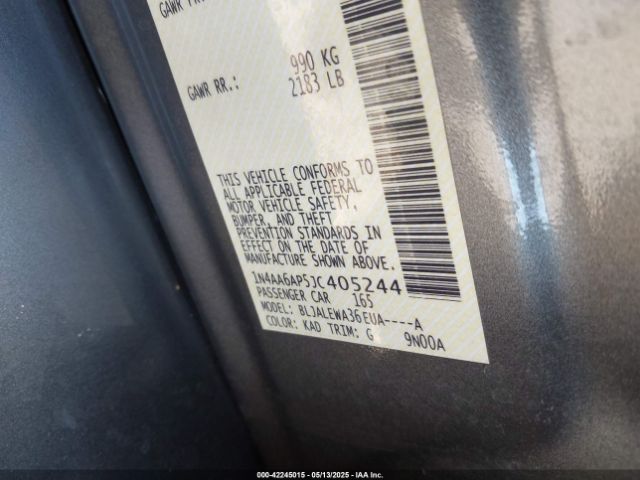 GAWR
990 KG
GAWR RR.: 2183 LB
THIS VEHICLE CONFORMS TO
ALL APPLICABLE FEDERAL
MOTOR VEHICLE SAFETY,
BUMPER, AND THEFT
PREVENTION STANDARDS IN
EFFECT ON THE DATE OF
MANUFACTURE SHOWN ABOVE.
1N4AA6AP5JC405244
PASSENGER CAR 165
MODEL: BLJALEWA36EUA----A
COLOR: KAD TRIM: G 9N00A
000-42245015 - 05/13/2025 - IAA Inc.